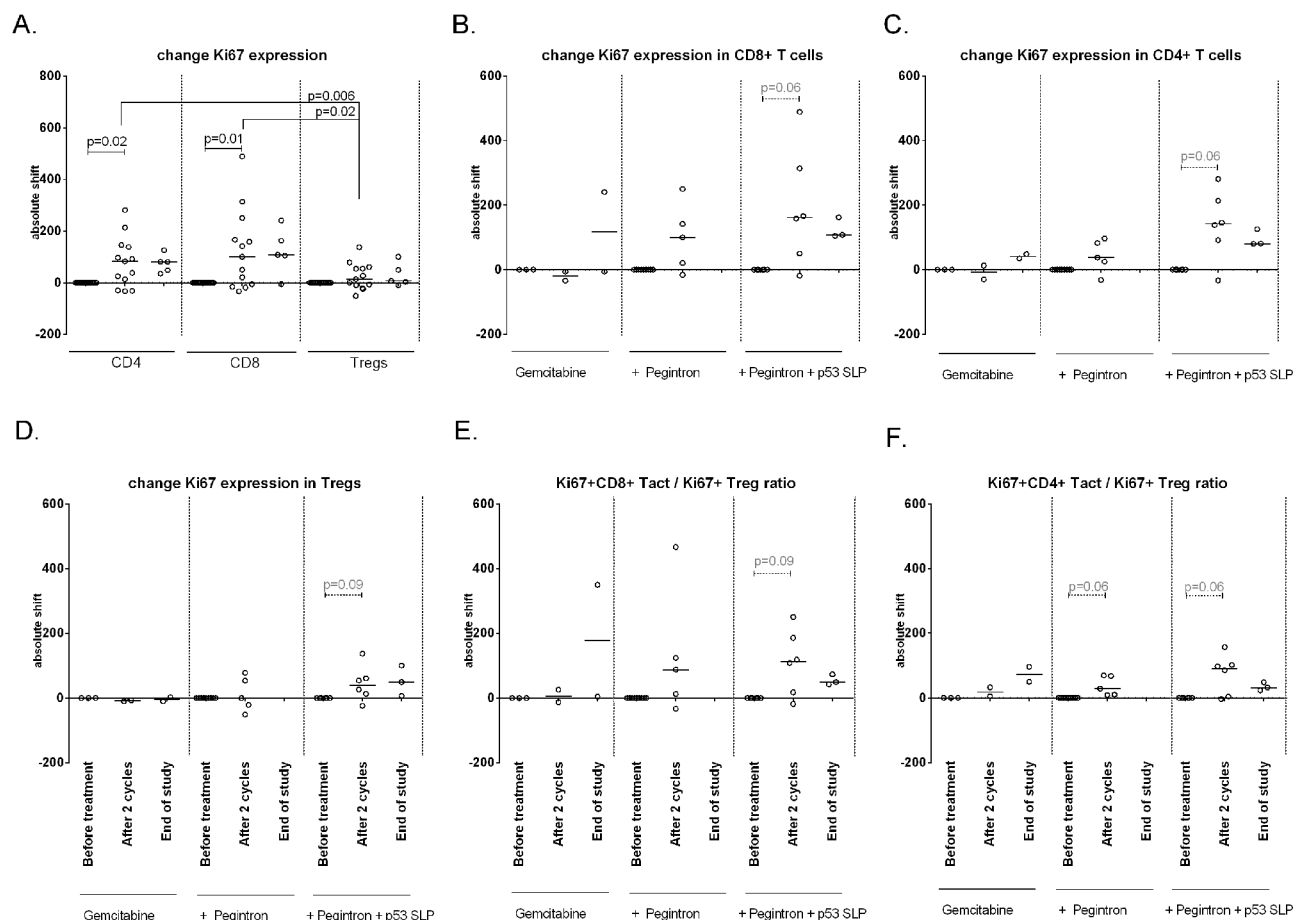 A.
change Ki67 expression
800
600
400
200
0
-200
absolute shift
p=0.006
p=0.02
p=0.02
p=0.01
CD4
CD8
Tregs
B.
change Ki67 expression in CD8+ T cells
600
400
200
0
-200
absolute shift
p=0.06
Gemcitabine
+ Pegintron
+ Pegintron + p53 SLP
C.
change Ki67 expression in CD4+ T cells
600
400
200
0
-200
absolute shift
p=0.06
Gemcitabine
+ Pegintron
+ Pegintron + p53 SLP
D.
change Ki67 expression in Tregs
600
400
200
0
-200
absolute shift
p=0.09
Before treatment
After 2 cycles
End of study
Before treatment
After 2 cycles
End of study
Before treatment
After 2 cycles
End of study
Gemcitabine
+ Pegintron
+ Pegintron + p53 SLP
E.
Ki67+CD8+ Tact / Ki67+ Treg ratio
600
400
200
0
-200
absolute shift
p=0.09
Before treatment
After 2 cycles
End of study
Before treatment
After 2 cycles
End of study
Before treatment
After 2 cycles
End of study
Gemcitabine
+ Pegintron
+ Pegintron + p53 SLP
F.
Ki67+CD4+ Tact / Ki67+ Treg ratio
600
400
200
0
-200
absolute shift
p=0.06
p=0.06
Before treatment
After 2 cycles
End of study
Before treatment
After 2 cycles
End of study
Before treatment
After 2 cycles
End of study
Gemcitabine
+ Pegintron
+ Pegintron + p53 SLP